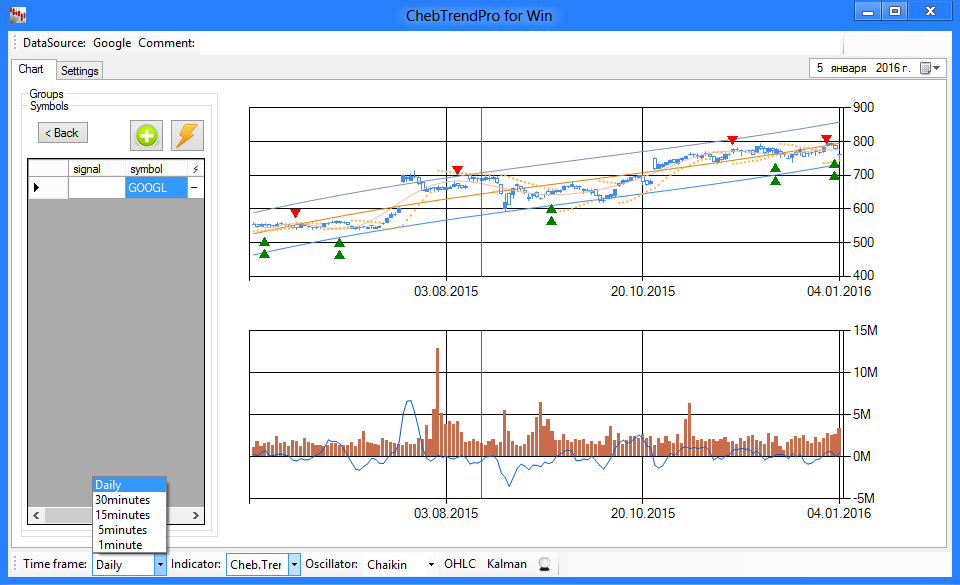 ChebTrendPro for Win
DataSource: Google Comment:
Chart Settings
5 января 2016 г.
Groups
Symbols
< Back
signal symbol
GOOGL
900
800
700
600
500
400
03.08.2015 20.10.2015 04.01.2016
15M
10M
5M
0M
-5M
03.08.2015 20.10.2015 04.01.2016
Daily
30minutes
15minutes
5minutes
1minute
Time frame: Daily Indicator: Cheb.Trer Oscillator: Chaikin OHLC Kalman